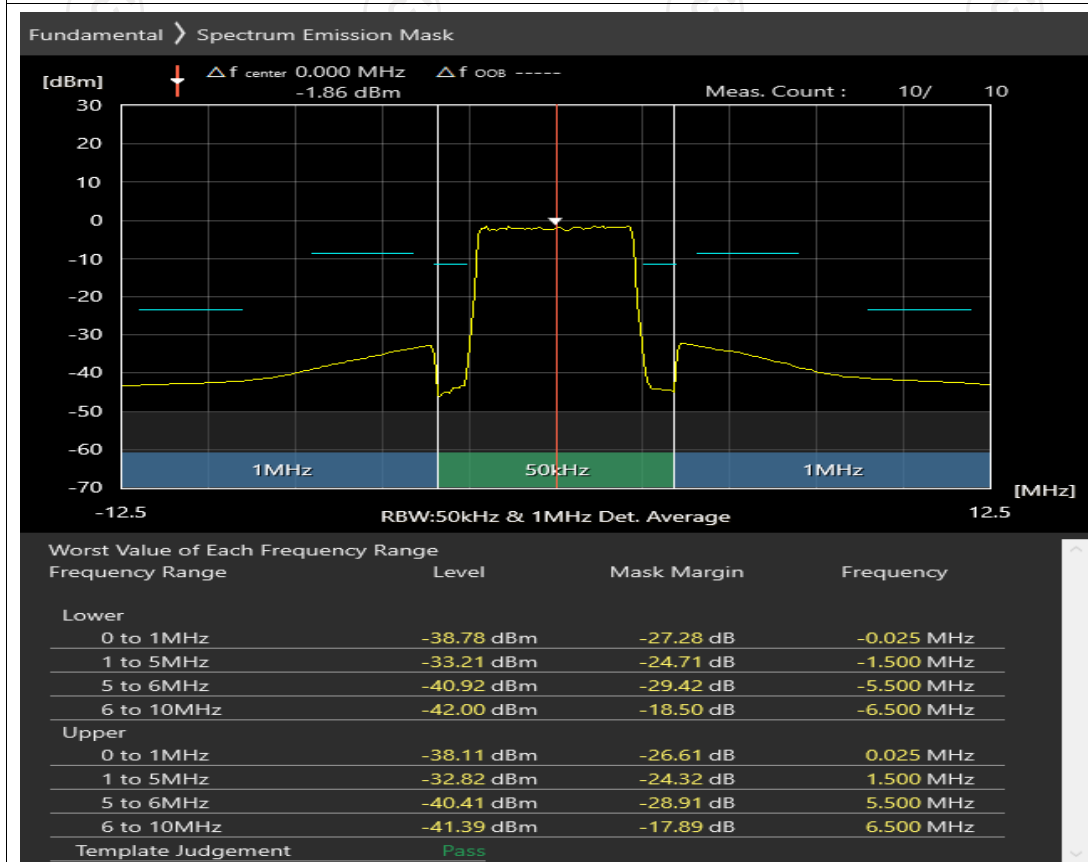 Fundamental ❯ Spectrum Emission Mask
[dBm] Δf center 0.000 MHz Δf OOB -----
-1.86 dBm Meas. Count : 10/ 10
30
20
10
0
-10
-20
-30
-40
-50
-60
1MHz 50kHz 1MHz
-70 [MHz]
-12.5 RBW:50kHz & 1MHz Det. Average 12.5
Worst Value of Each Frequency Range
Frequency Range Level Mask Margin Frequency
Lower
0 to 1MHz -38.78 dBm -27.28 dB -0.025 MHz
1 to 5MHz -33.21 dBm -24.71 dB -1.500 MHz
5 to 6MHz -40.92 dBm -29.42 dB -5.500 MHz
6 to 10MHz -42.00 dBm -18.50 dB -6.500 MHz
Upper
0 to 1MHz -38.11 dBm -26.61 dB 0.025 MHz
1 to 5MHz -32.82 dBm -24.32 dB 1.500 MHz
5 to 6MHz -40.41 dBm -28.91 dB 5.500 MHz
6 to 10MHz -41.39 dBm -17.89 dB 6.500 MHz
Template Judgement Pass